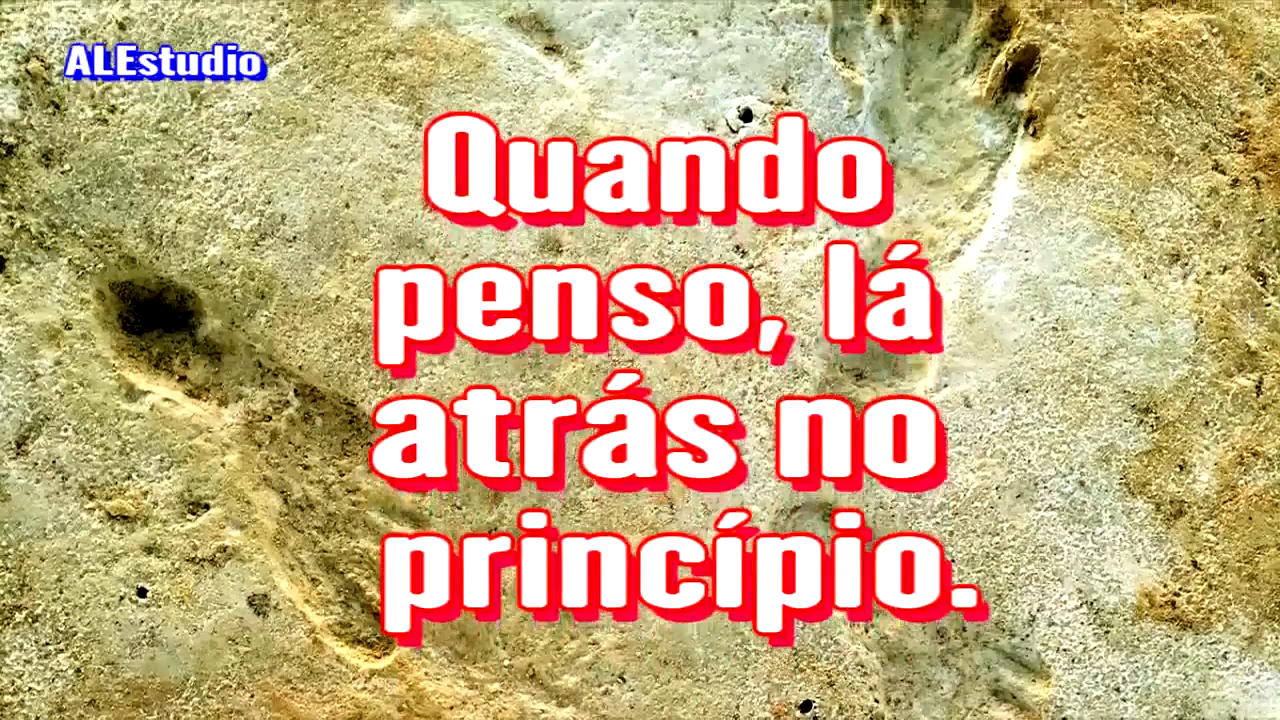 ALEstudio
Quando
penso, lá
atrás no
princípio.